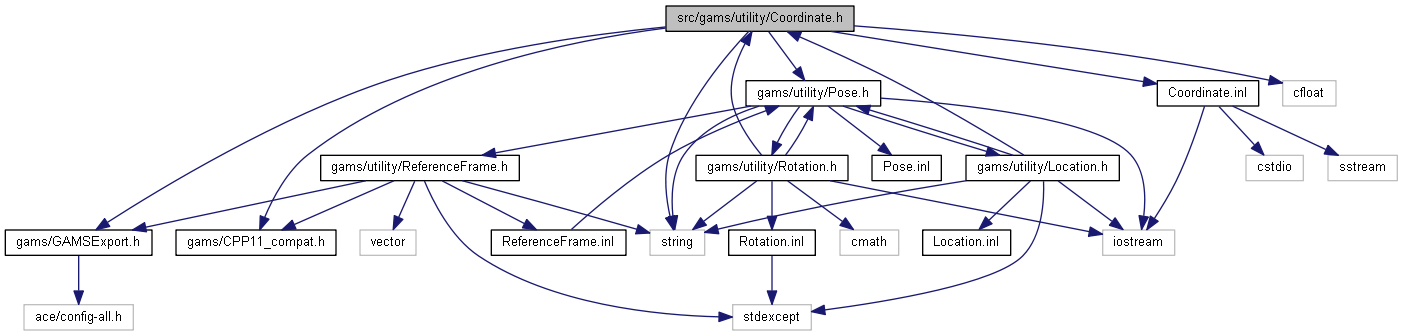 src/gams/utility/Coordinate.h
gams/utility/Pose.h
Coordinate.inl
cfloat
gams/utility/ReferenceFrame.h
gams/utility/Rotation.h
Pose.inl
gams/utility/Location.h
cstdio
sstream
gams/GAMSExport.h
gams/CPP11_compat.h
vector
ReferenceFrame.inl
string
Rotation.inl
cmath
Location.inl
iostream
ace/config-all.h
stdexcept